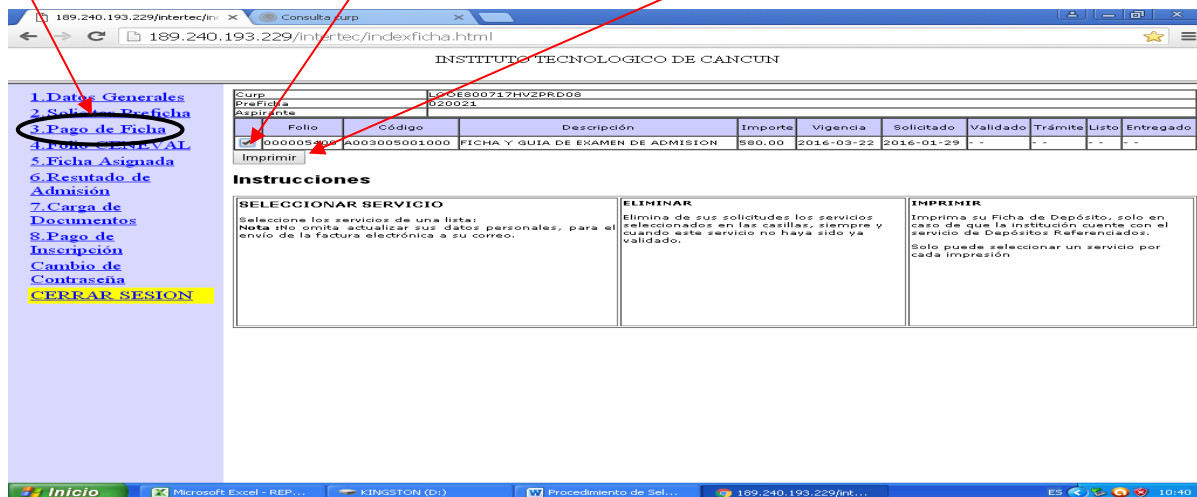 189.240.193.229/intertec/in
Consulta curp
189.240.193.229/intertec/indexficha.html
INSTITUTO TECNOLOGICO DE CANCUN
1.Datos Generales
2.Solicitar Preficha
3.Pago de Ficha
4.Folio CENEVAL
5.Ficha Asignada
6.Resutado de
Admisión
7.Carga de
Documentos
8.Pago de
Inscripción
Cambio de
Contraseña
CERRAR SESION
Curp
PreFicha 020021
Aspirante
Folio Código Descripción Importe Vigencia Solicitado Validado Trámite Listo Entregado
A003005001000 FICHA Y GUIA DE EXAMEN DE ADMISION 580.00 2016-03-22 2016-01-29 - - - - - - - -
Imprimir
Instrucciones
SELECCIONAR SERVICIO
Seleccione los servicios de una lista:
Nota :No omita actualizar sus datos personales, para el
envío de la factura electrónica a su correo.
ELIMINAR
Elimina de sus solicitudes los servicios
seleccionados en las casillas, siempre y
cuando este servicio no haya sido ya
validado.
IMPRIMIR
Imprima su Ficha de Depósito, solo en
caso de que la institución cuente con el
servicio de Depósitos Referenciados.
Solo puede seleccionar un servicio por
cada impresión
Inicio
Microsoft Excel - REP...
KINGSTON (D:)
Procedimiento de Sel...
189.240.193.229/int...
ES
10:40